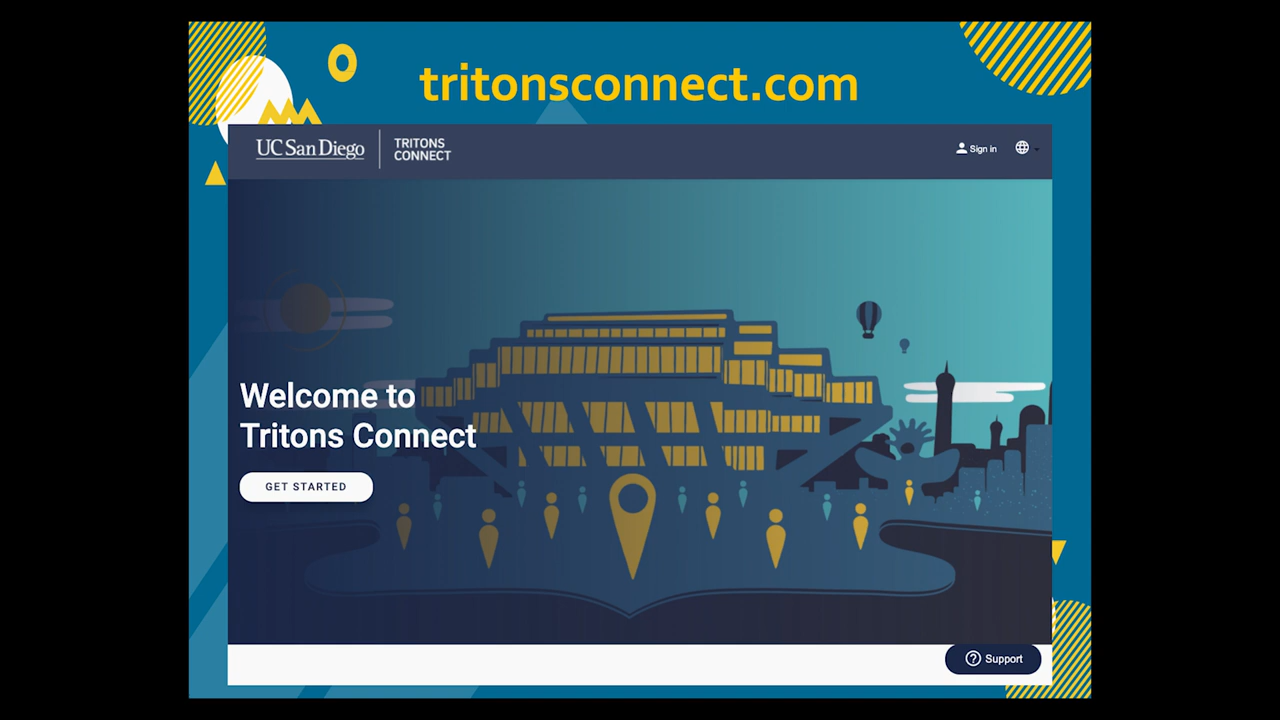 tritonsconnect.com
UC San Diego
TRITONS
CONNECT
Sign in
Welcome to
Tritons Connect
GET STARTED
Support